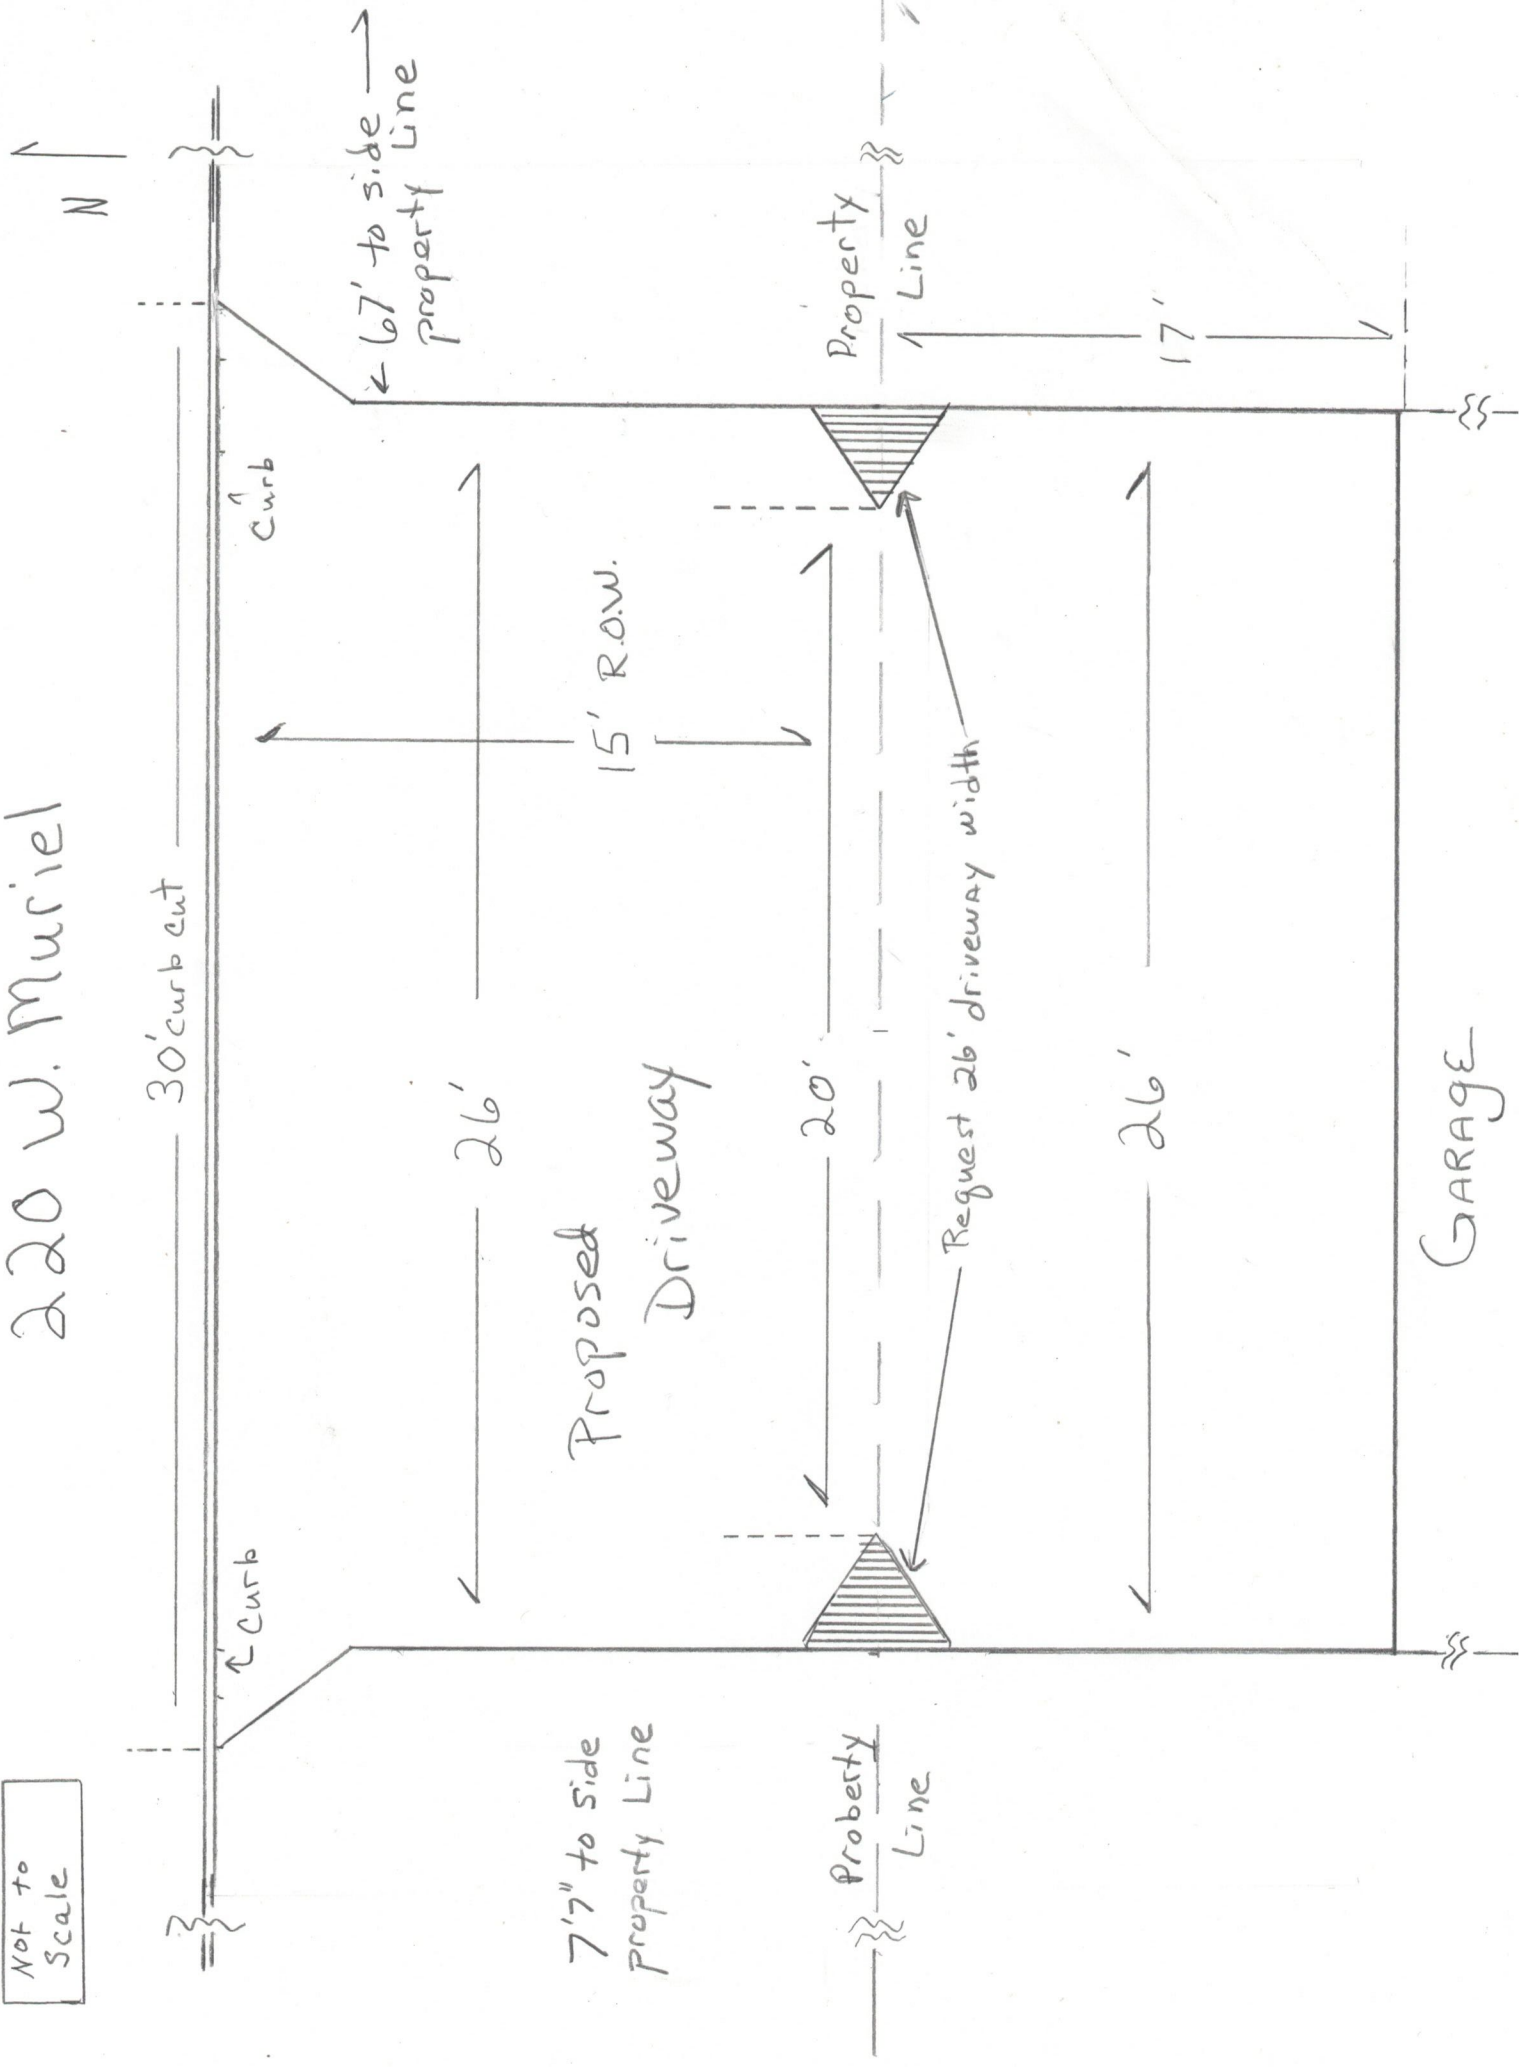 Not to
Scale
220 W. Muriel
N
30' curb cut
Curb
Curb
67' to side
property Line
26'
15' R.O.W.
Proposed
Driveway
7'7" to side
property Line
20'
Property
Line
Property
Line
Request 26' driveway width
17'
26'
GARAGE